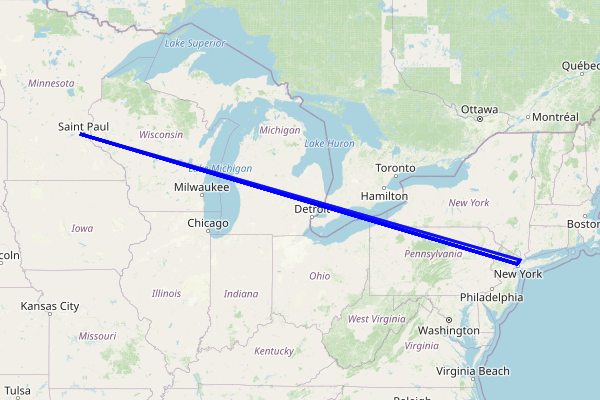 Lake Superior
Québec
Minnesota
Ottawa
Montréal
Saint Paul
Wisconsin
Michigan
Lake Huron
Lake Michigan
Toronto
Milwaukee
Hamilton
New York
Detroit
Chicago
Boston
Iowa
Pennsylvania
New York
Ohio
Illinois
Indiana
Philadelphia
Kansas City
West Virginia
Washington
Missouri
Virginia
Kentucky
Virginia Beach
Tulsa